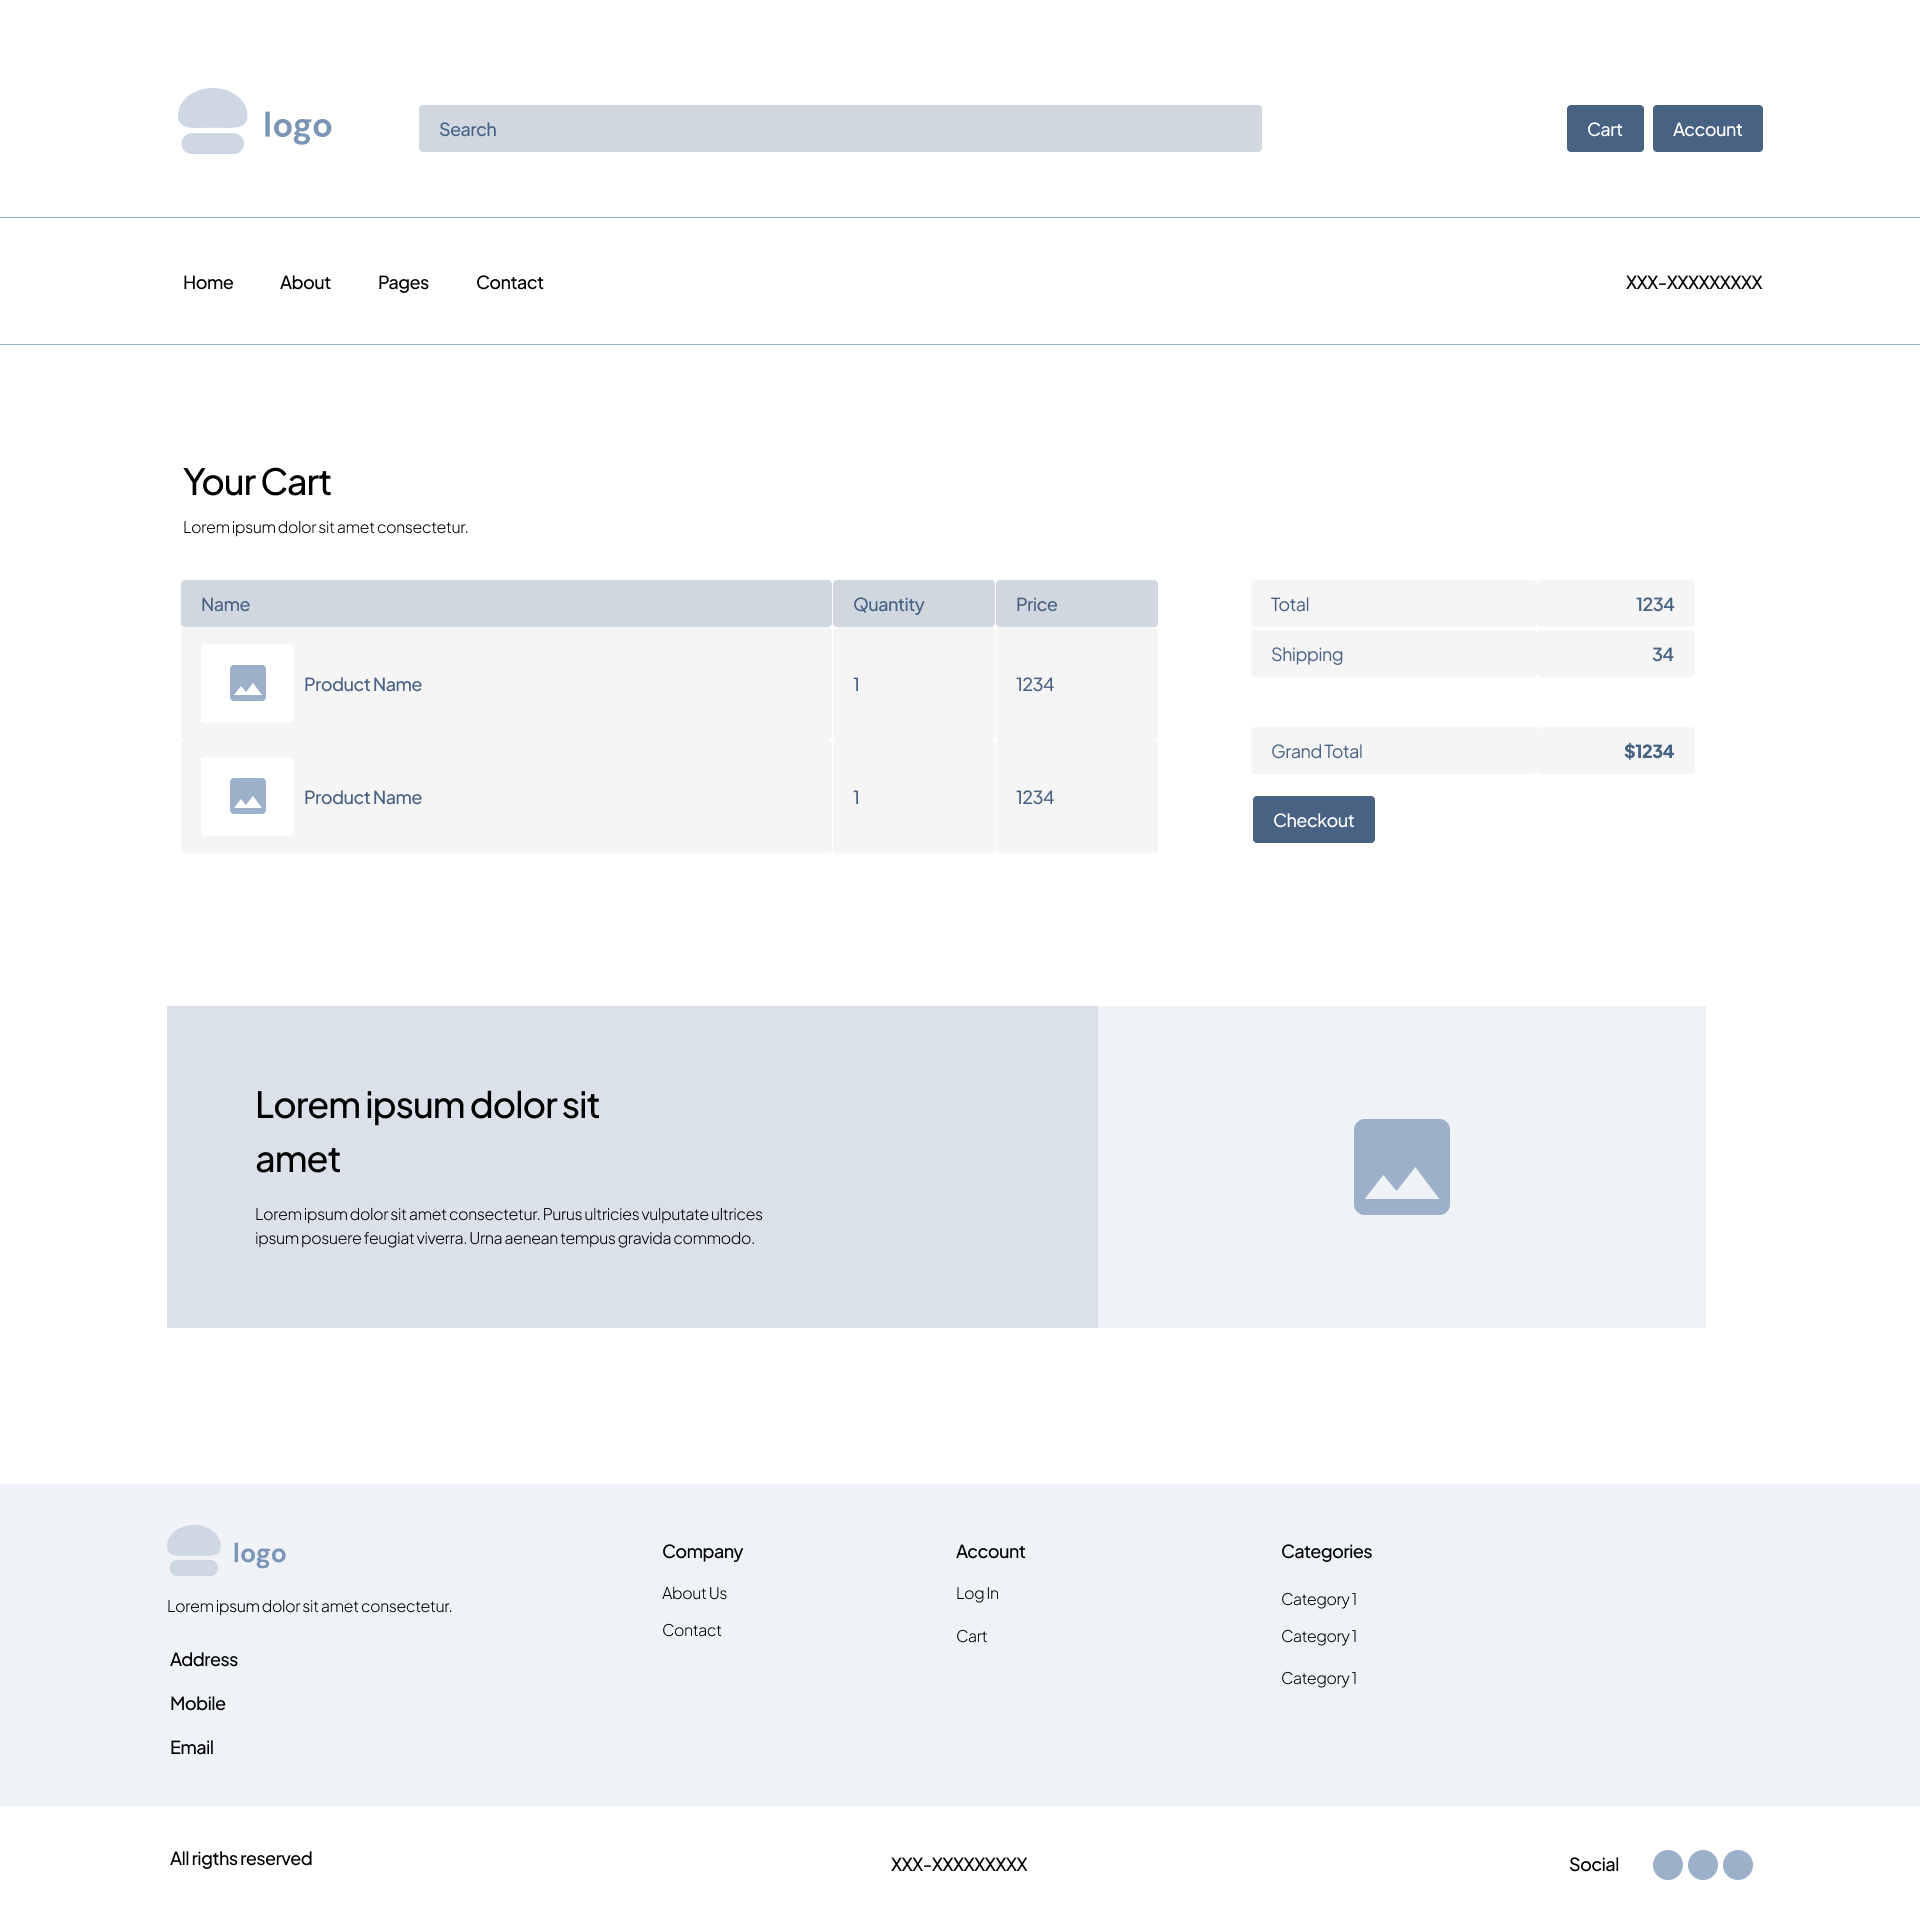 logo
Search
Cart
Account
Home
About
Pages
Contact
XXX-XXXXXXXXX
Your Cart
Lorem ipsum dolor sit amet consectetur.
Name
Quantity
Price
Product Name
1
1234
Product Name
1
1234
Total
1234
Shipping
34
Grand Total
$1234
Checkout
Lorem ipsum dolor sit
amet
Lorem ipsum dolor sit amet consectetur. Purus ultricies vulputate ultrices
ipsum posuere feugiat viverra. Urna aenean tempus gravida commodo.
logo
Lorem ipsum dolor sit amet consectetur.
Address
Mobile
Email
Company
About Us
Contact
Account
Log In
Cart
Categories
Category 1
Category 1
Category 1
All rigths reserved
XXX-XXXXXXXXX
Social